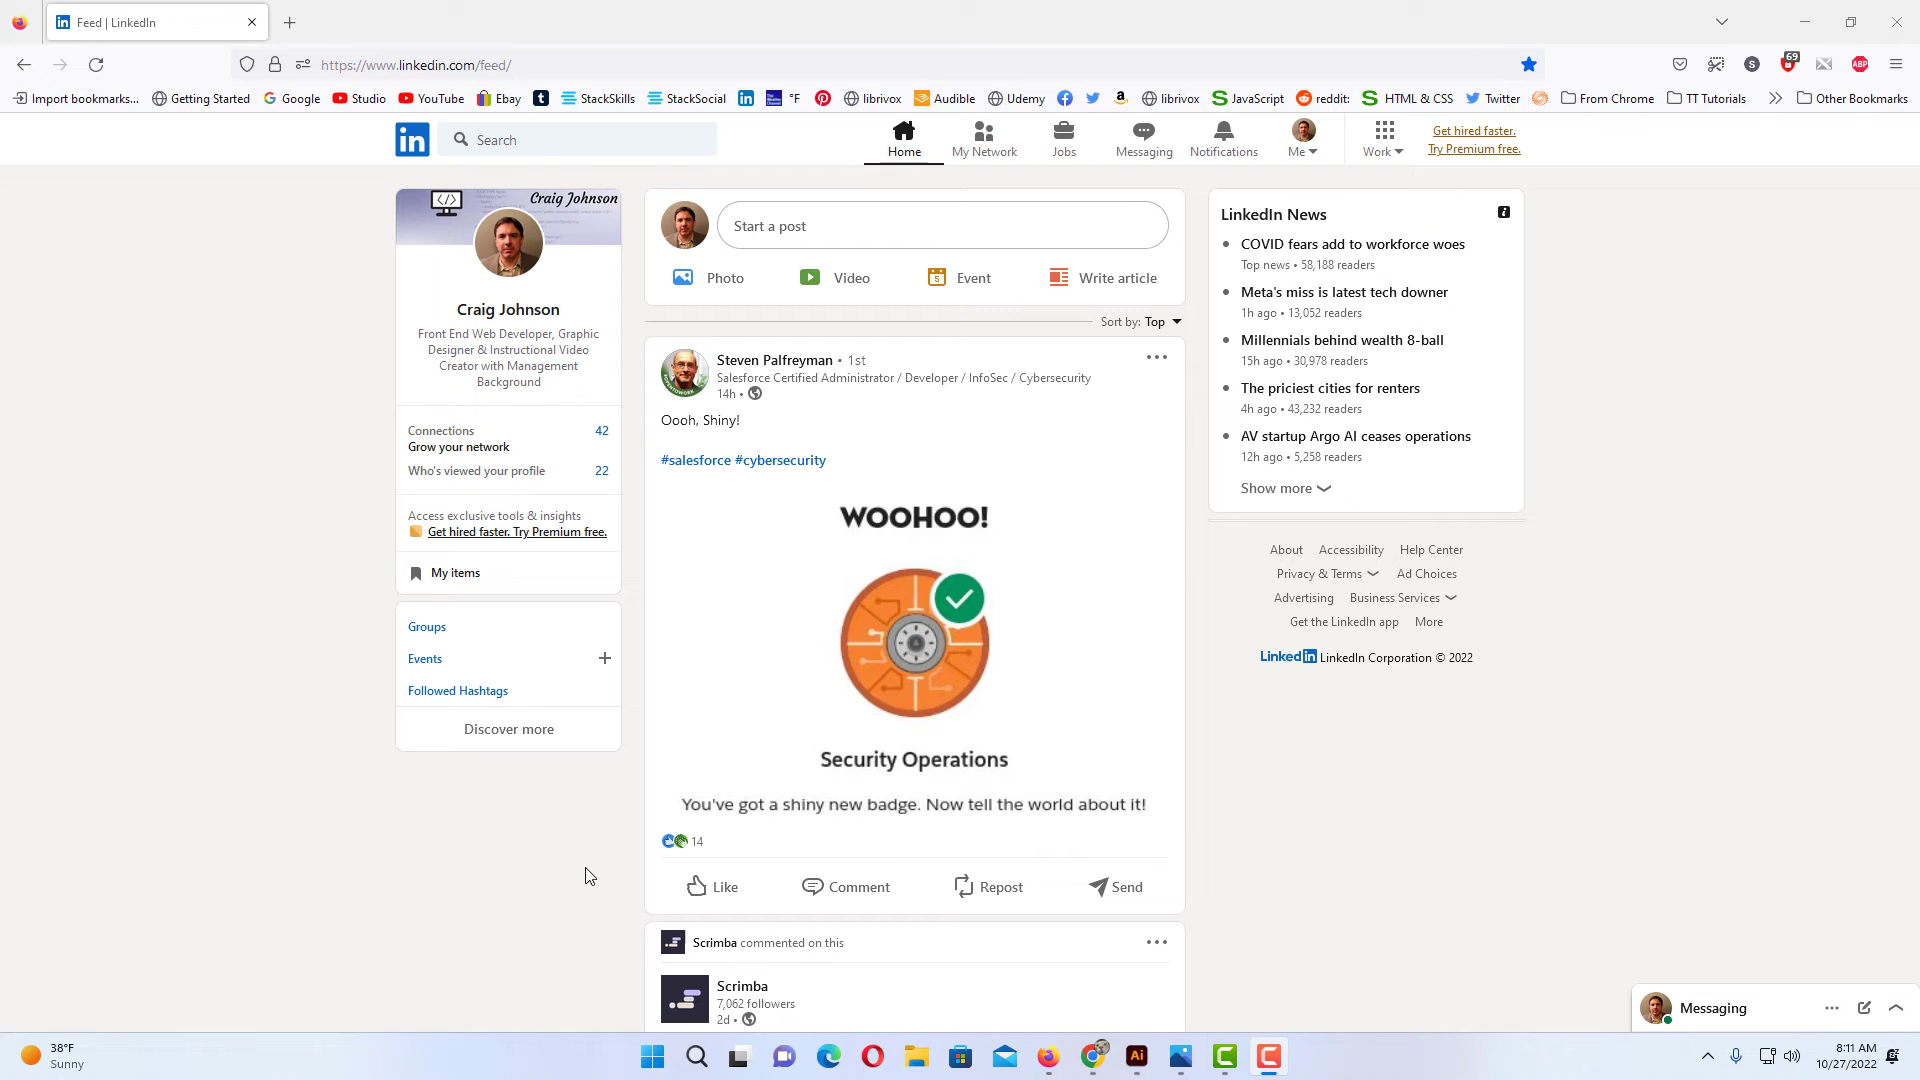 Feed | LinkedIn
https://www.linkedin.com/feed/
69
ABP
Import bookmarks...
Getting Started
Google
Studio
YouTube
Ebay
StackSkills
StackSocial
°F
librivox
Audible
Udemy
librivox
JavaScript
reddit:
HTML & CSS
Twitter
From Chrome
TT Tutorials
Other Bookmarks
in
Search
Home
My Network
Jobs
Messaging
Notifications
Me
Work
Get hired faster.
Try Premium free.
Craig Johnson
Craig Johnson
Front End Web Developer, Graphic
Designer & Instructional Video
Creator with Management
Background
Connections 42
Grow your network
Who's viewed your profile 22
Access exclusive tools & insights
Get hired faster. Try Premium free.
My items
Groups
Events
Followed Hashtags
Discover more
Start a post
Photo
Video
Event
Write article
Sort by: Top
Steven Palfreyman • 1st
Salesforce Certified Administrator / Developer / InfoSec / Cybersecurity
14h •
Oooh, Shiny!
#salesforce #cybersecurity
WOOHOO!
Security Operations
You've got a shiny new badge. Now tell the world about it!
14
Like
Comment
Repost
Send
Scrimba commented on this
Scrimba
7,062 followers
2d •
LinkedIn News
COVID fears add to workforce woes
Top news • 58,188 readers
Meta's miss is latest tech downer
1h ago • 13,052 readers
Millennials behind wealth 8-ball
15h ago • 30,978 readers
The priciest cities for renters
4h ago • 43,232 readers
AV startup Argo AI ceases operations
12h ago • 5,258 readers
Show more
About
Accessibility
Help Center
Privacy & Terms
Ad Choices
Advertising
Business Services
Get the LinkedIn app
More
LinkedIn LinkedIn Corporation © 2022
Messaging
38°F
Sunny
Ai
8:11 AM
10/27/2022